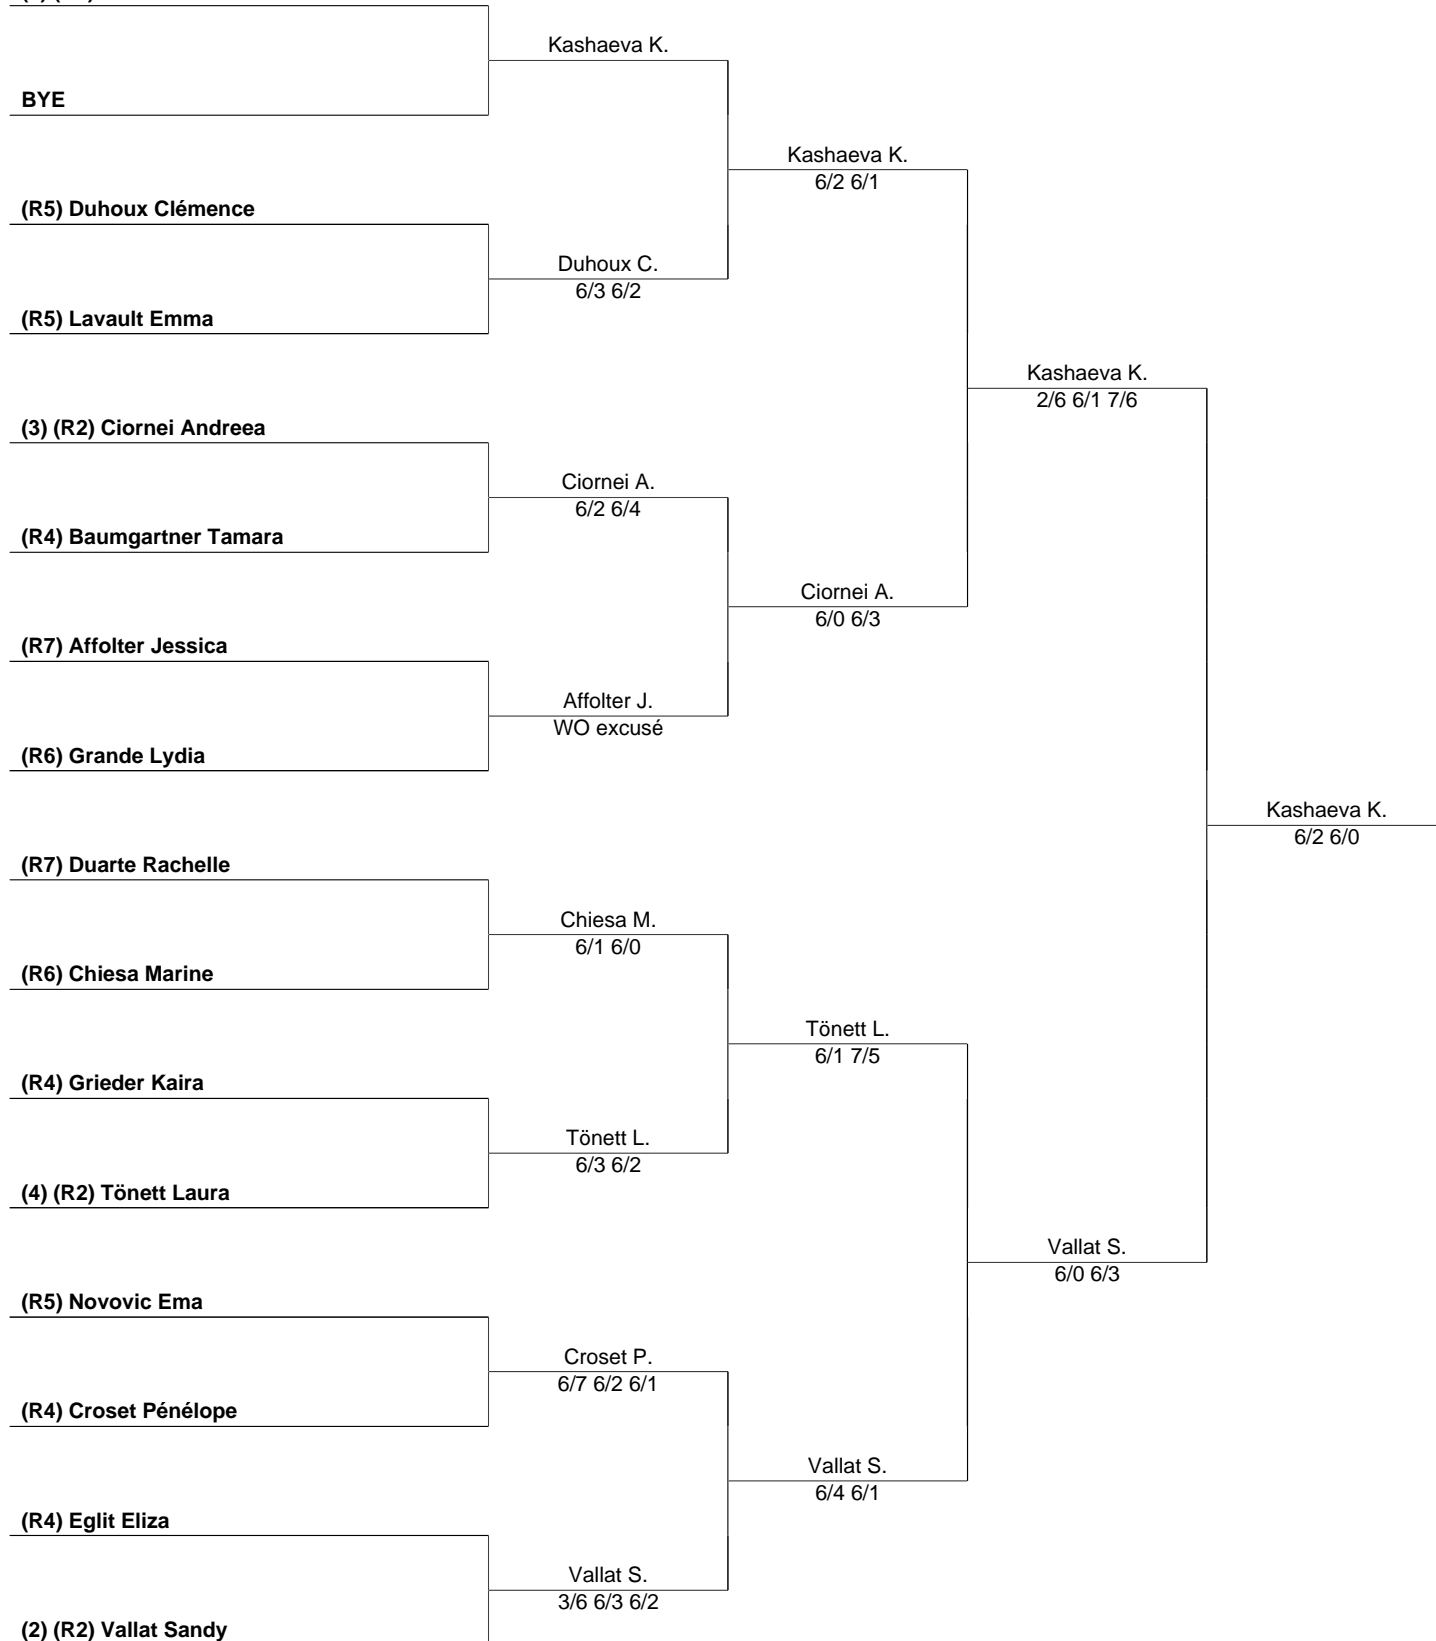 Kashaeva K.
BYE
Kashaeva K.
6/2 6/1
(R5) Duhoux Clémence
Duhoux C.
6/3 6/2
(R5) Lavault Emma
Kashaeva K.
2/6 6/1 7/6
(3) (R2) Ciornei Andreea
Ciornei A.
6/2 6/4
(R4) Baumgartner Tamara
Ciornei A.
6/0 6/3
(R7) Affolter Jessica
Affolter J.
WO excusé
(R6) Grande Lydia
Kashaeva K.
6/2 6/0
(R7) Duarte Rachelle
Chiesa M.
6/1 6/0
(R6) Chiesa Marine
Tönett L.
6/1 7/5
(R4) Grieder Kaira
Tönett L.
6/3 6/2
(4) (R2) Tönett Laura
Vallat S.
6/0 6/3
(R5) Novovic Ema
Croset P.
6/7 6/2 6/1
(R4) Croset Pénélope
Vallat S.
6/4 6/1
(R4) Eglit Eliza
Vallat S.
3/6 6/3 6/2
(2) (R2) Vallat Sandy